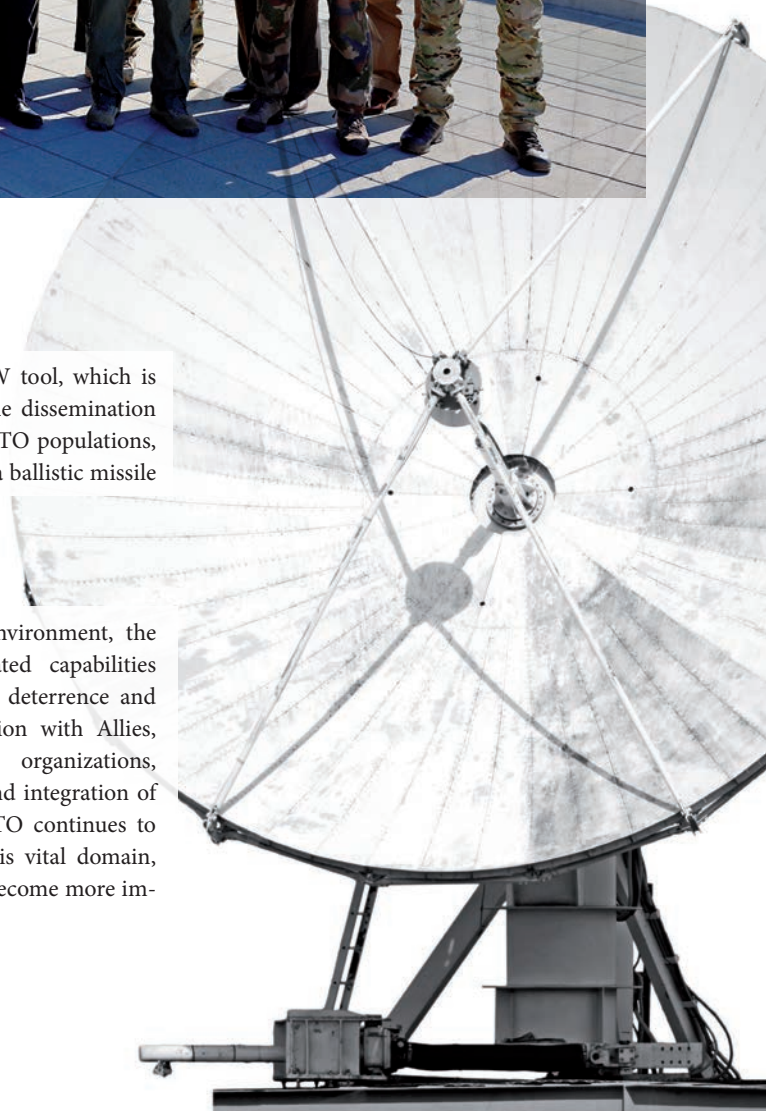 W tool, which is
e dissemination
TO populations,
a ballistic missile
nvironment, the
ted capabilities
deterrence and
ion with Allies,
organizations,
nd integration of
TO continues to
is vital domain,
ecome more im-